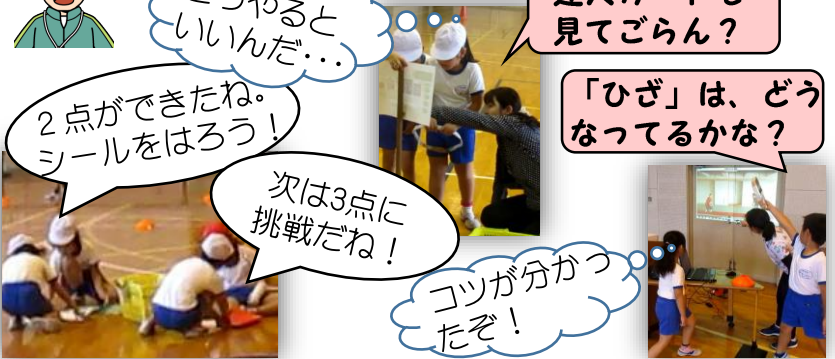 いいんだ・・・
見てごらん？
２点ができたね。
シールをはろう！
「ひざ」は、どう
なってるかな？
次は3点に
挑戦だね！
コツが分かっ
たぞ！